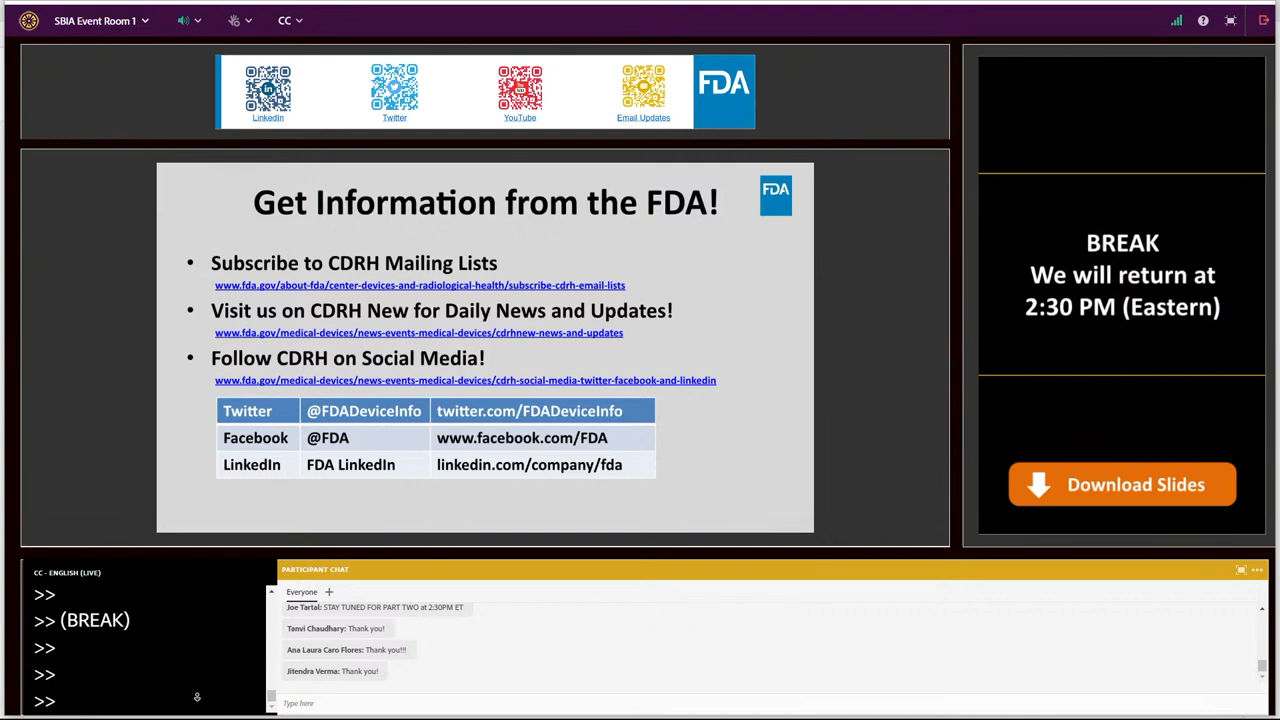 SBIA Event Room 1
CC
LinkedIn
Twitter
YouTube
Email Updates
FDA
Get Information from the FDA!
FDA
• Subscribe to CDRH Mailing Lists
www.fda.gov/about-fda/center-devices-and-radiological-health/subscribe-cdrh-email-lists
• Visit us on CDRH New for Daily News and Updates!
www.fda.gov/medical-devices/news-events-medical-devices/cdrhnew-news-and-updates
• Follow CDRH on Social Media!
www.fda.gov/medical-devices/news-events-medical-devices/cdrh-social-media-twitter-facebook-and-linkedin
Twitter @FDADeviceInfo twitter.com/FDADeviceInfo
Facebook @FDA www.facebook.com/FDA
LinkedIn FDA LinkedIn linkedin.com/company/fda
BREAK
We will return at
2:30 PM (Eastern)
Download Slides
CC - ENGLISH (LIVE)
>>
>> (BREAK)
>>
>>
>>
PARTICIPANT CHAT
Everyone
Joe Tartal: STAY TUNED FOR PART TWO at 2:30PM ET
Tanvi Chaudhary: Thank you!
Ana Laura Caro Flores: Thank you!!!
Jitendra Verma: Thank you!
Type here